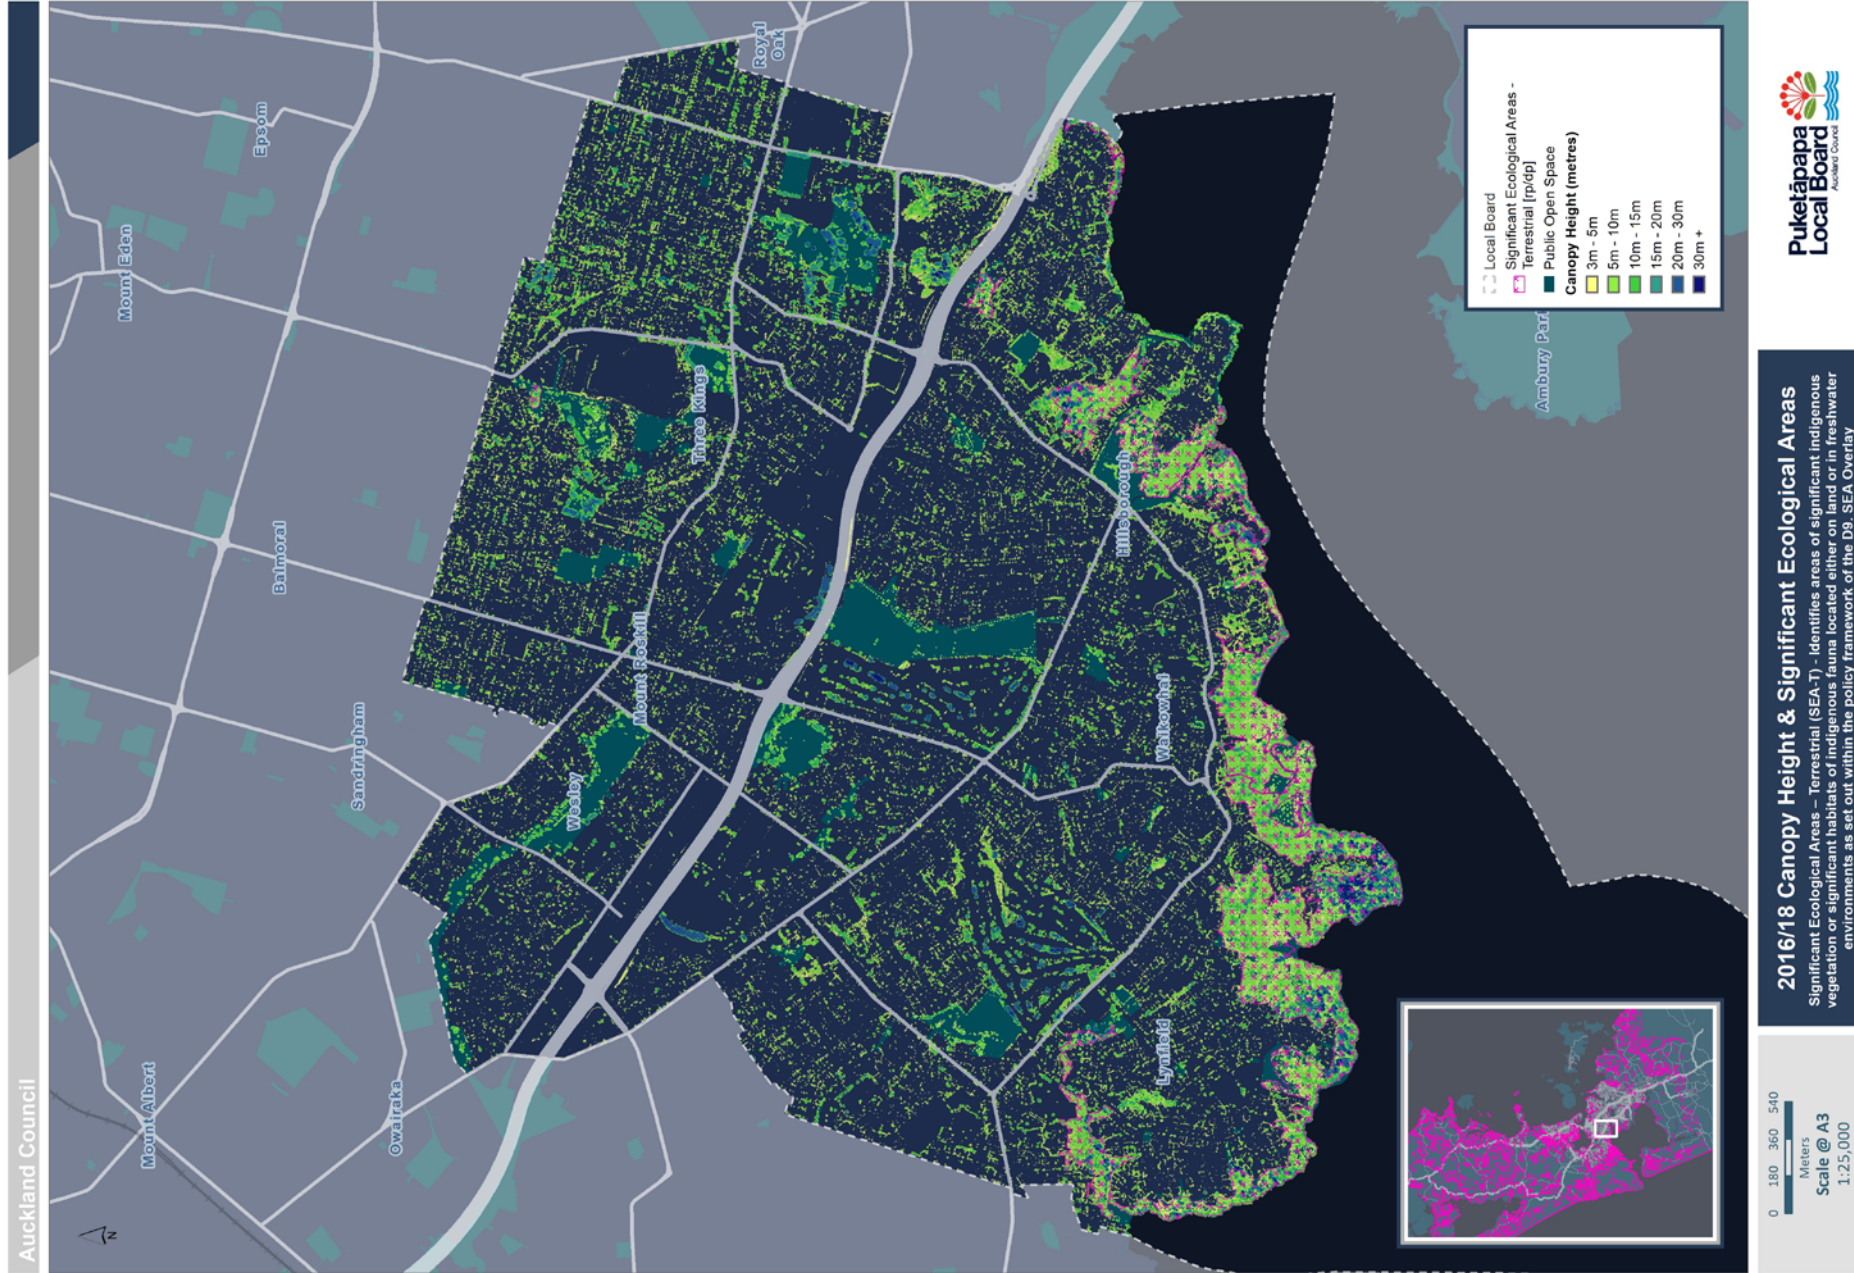 Auckland Council
N
Mount Albert
Owairaka
Sandringham
Balmoral
Mount Eden
Epsom
Royal
Oak
Wesley
Mount Roskill
Three Kings
Lynfield
Waikowhai
Hillsborough
Ambury Park
Local Board
Significant Ecological Areas -
Terrestrial [rp/dp]
Public Open Space
Canopy Height (metres)
3m - 5m
5m - 10m
10m - 15m
15m - 20m
20m - 30m
30m +
0 180 360 540
Meters
Scale @ A3
1:25,000
2016/18 Canopy Height & Significant Ecological Areas
Significant Ecological Areas – Terrestrial (SEA-T) - Identifies areas of significant indigenous
vegetation or significant habitats of indigenous fauna located either on land or in freshwater
environments as set out within the policy framework of the D9. SEA Overlay
Puketāpapa
Local Board
Auckland Council